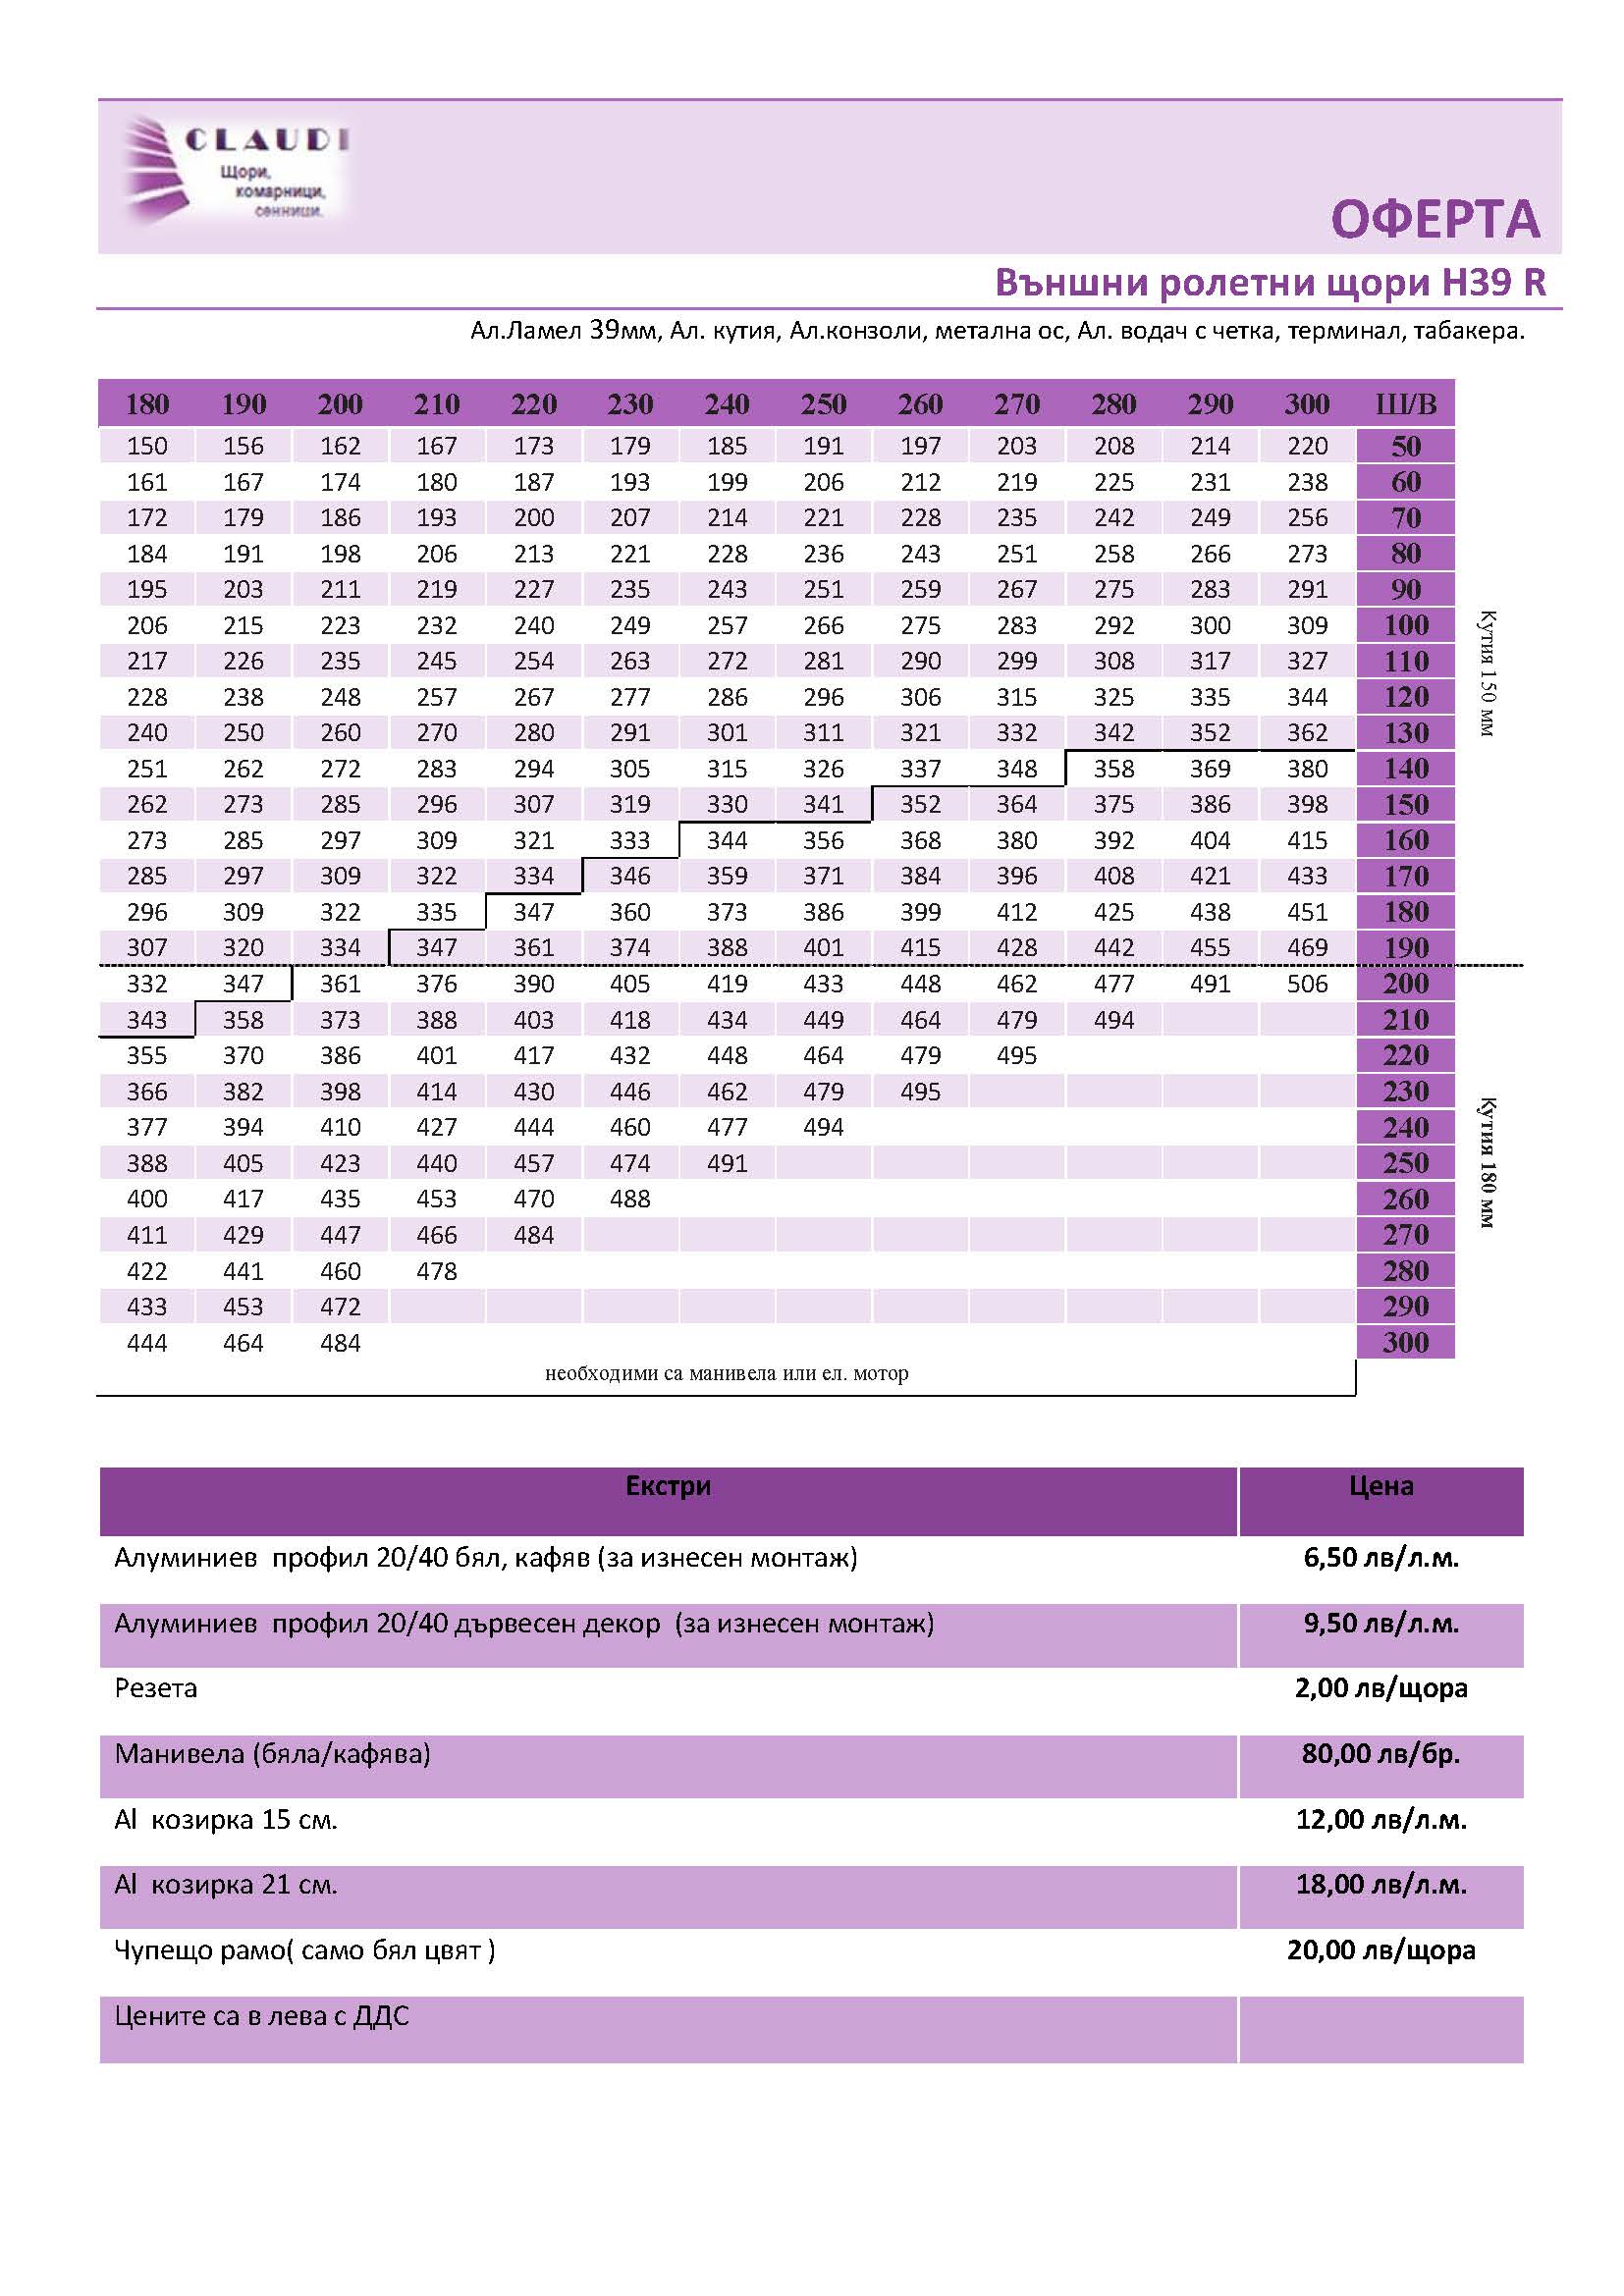 CLAUDI
Щори,
комарници,
сенници.
ОФЕРТА
Външни ролетни щори H39 R
Ал.Ламел 39мм, Ал. кутия, Ал.конзоли, метална ос, Ал. водач с четка, терминал, табакера.
180 190 200 210 220 230 240 250 260 270 280 290 300 Ш/В
150 156 162 167 173 179 185 191 197 203 208 214 220 50
161 167 174 180 187 193 199 206 212 219 225 231 238 60
172 179 186 193 200 207 214 221 228 235 242 249 256 70
184 191 198 206 213 221 228 236 243 251 258 266 273 80
195 203 211 219 227 235 243 251 259 267 275 283 291 90
206 215 223 232 240 249 257 266 275 283 292 300 309 100
217 226 235 245 254 263 272 281 290 299 308 317 327 110
228 238 248 257 267 277 286 296 306 315 325 335 344 120
240 250 260 270 280 291 301 311 321 332 342 352 362 130
251 262 272 283 294 305 315 326 337 348 358 369 380 140
262 273 285 296 307 319 330 341 352 364 375 386 398 150
273 285 297 309 321 333 344 356 368 380 392 404 415 160
285 297 309 322 334 346 359 371 384 396 408 421 433 170
296 309 322 335 347 360 373 386 399 412 425 438 451 180
307 320 334 347 361 374 388 401 415 428 442 455 469 190
Кутия 150 мм
332 347 361 376 390 405 419 433 448 462 477 491 506 200
343 358 373 388 403 418 434 449 464 479 494 210
355 370 386 401 417 432 448 464 479 495 220
366 382 398 414 430 446 462 479 495 230
377 394 410 427 444 460 477 494 240
388 405 423 440 457 474 491 250
400 417 435 453 470 488 260
411 429 447 466 484 270
422 441 460 478 280
433 453 472 290
444 464 484 300
Кутия 180 мм
необходими са манивела или ел. мотор
Екстри Цена
Алуминиев профил 20/40 бял, кафяв (за изнесен монтаж) 6,50 лв/л.м.
Алуминиев профил 20/40 дървесен декор (за изнесен монтаж) 9,50 лв/л.м.
Резета 2,00 лв/щора
Манивела (бяла/кафява) 80,00 лв/бр.
Al козирка 15 см. 12,00 лв/л.м.
Al козирка 21 см. 18,00 лв/л.м.
Чупещо рамо( само бял цвят ) 20,00 лв/щора
Цените са в лева с ДДС